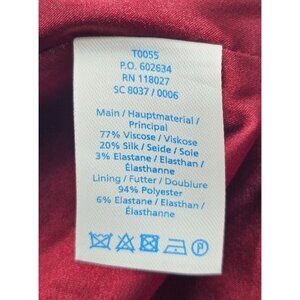 T0055
P.O. 602634
RN 118027
SC 8037 / 0006
Main / Hauptmaterial /
Principal
77% Viscose / Viskose
20% Silk / Seide / Soie
3% Elastane / Elasthan /
Élasthanne
Lining / Futter / Doublure
94% Polyester
6% Elastane / Elasthan /
Élasthanne